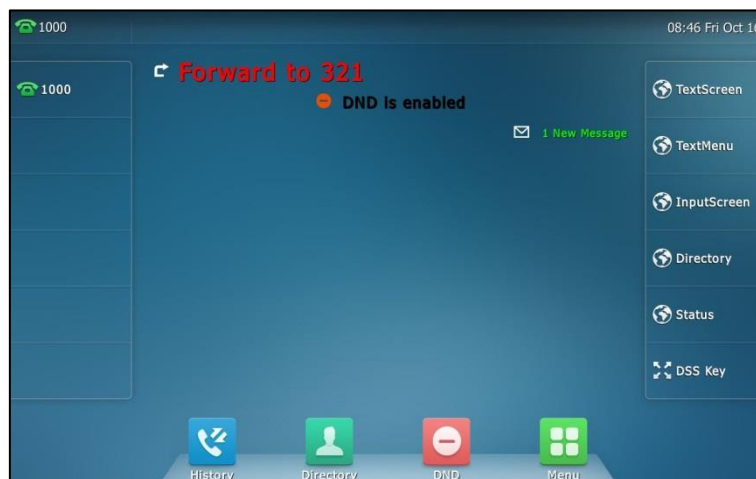 1000
08:46 Fri Oct 16
1000
Forward to 321
DND is enabled
1 New Message
TextScreen
TextMenu
InputScreen
Directory
Status
DSS Key
History
Directory
DND
Menu